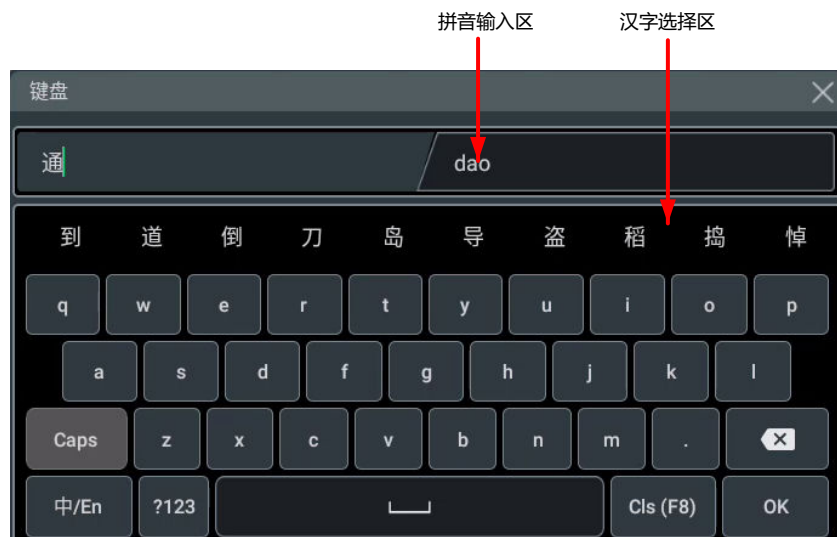 拼音输入区 汉字选择区
键盘
通 dao
到 道 倒 刀 岛 导 盗 稻 捣 悼
q w e r t y u i o p
a s d f g h j k l
Caps z x c v b n m .
中/En ?123 Cls (F8) OK